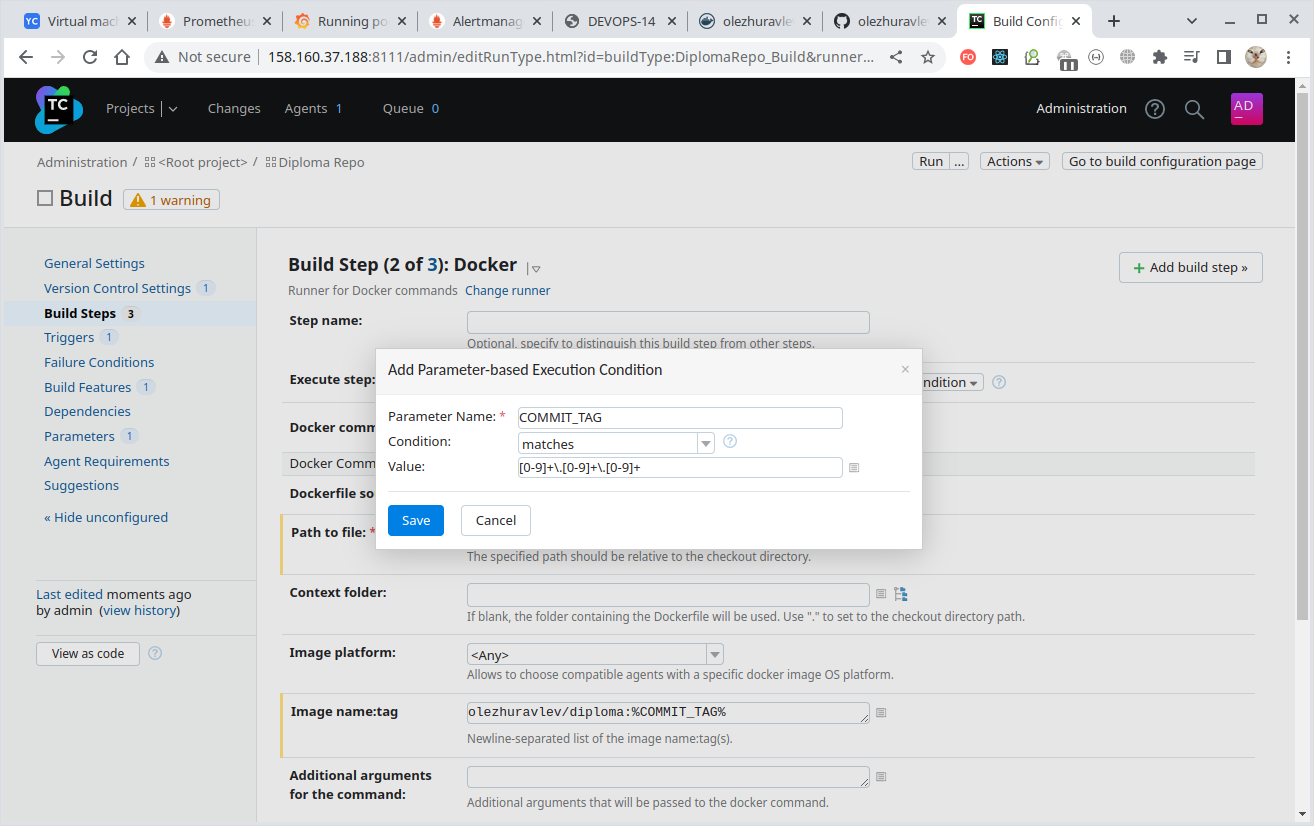 Virtual mach
Prometheus
Running po
Alertmanag
DEVOPS-14
olezhuravlev
olezhuravlev
Build Config
Not secure
158.160.37.188:8111/admin/editRunType.html?id=buildType:DiplomaRepo_Build&runner...
TC
Projects
Changes
Agents 1
Queue 0
Administration
AD
Administration / <Root project> / Diploma Repo
Run ...
Actions
Go to build configuration page
Build
1 warning
General Settings
Version Control Settings 1
Build Steps 3
Triggers 1
Failure Conditions
Build Features 1
Dependencies
Parameters 1
Agent Requirements
Suggestions
« Hide unconfigured
Last edited moments ago
by admin (view history)
View as code
Build Step (2 of 3): Docker
Add build step »
Runner for Docker commands Change runner
Step name:
Optional, specify to distinguish this build step from other steps.
Execute step:
ndition
Docker comm
Docker Comm
Dockerfile so
Path to file: *
The specified path should be relative to the checkout directory.
Add Parameter-based Execution Condition
Parameter Name: * COMMIT_TAG
Condition: matches
Value: [0-9]+\.[0-9]+\.[0-9]+
Save
Cancel
Context folder:
If blank, the folder containing the Dockerfile will be used. Use "." to set to the checkout directory path.
Image platform: <Any>
Allows to choose compatible agents with a specific docker image OS platform.
Image name:tag olezhuravlev/diploma:%COMMIT_TAG%
Newline-separated list of the image name:tag(s).
Additional arguments
for the command:
Additional arguments that will be passed to the docker command.